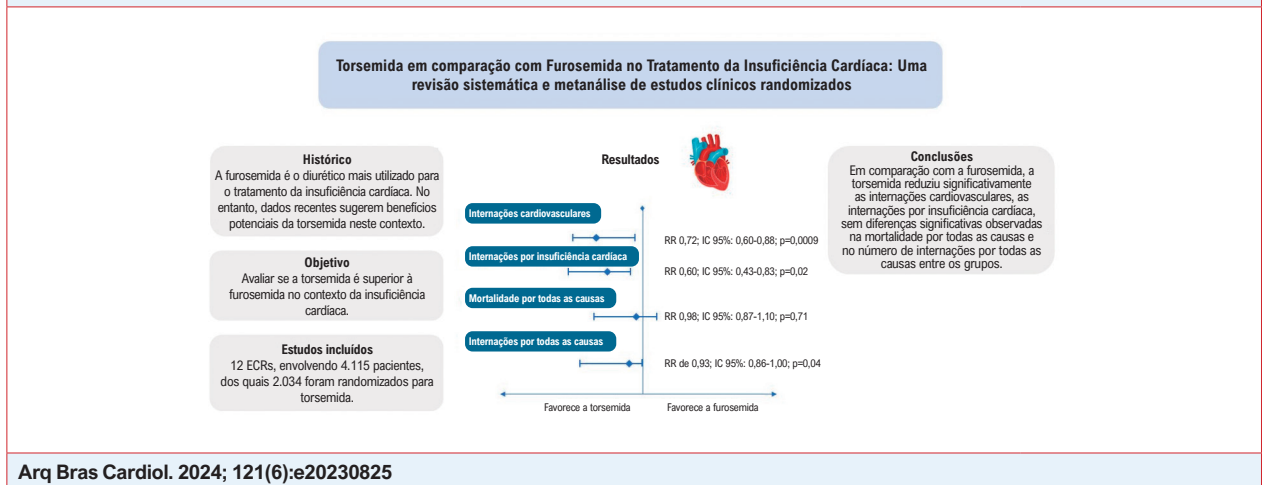 Torsemida em comparação com Furosemida no Tratamento da Insuficiência Cardíaca: Uma
revisão sistemática e metanálise de estudos clínicos randomizados
Histórico
A furosemida é o diurético mais utilizado para
o tratamento da insuficiência cardíaca. No
entanto, dados recentes sugerem benefícios
potenciais da torsemida neste contexto.
Objetivo
Avaliar se a torsemida é superior à
furosemida no contexto da insuficiência
cardíaca.
Estudos incluídos
12 ECRs, envolvendo 4.115 pacientes,
dos quais 2.034 foram randomizados para
torsemida.
Resultados
Internações cardiovasculares
RR 0,72; IC 95%: 0,60-0,88; p=0,0009
Internações por insuficiência cardíaca
RR 0,60; IC 95%: 0,43-0,83; p=0,02
Mortalidade por todas as causas
RR 0,98; IC 95%: 0,87-1,10; p=0,71
Internações por todas as causas
RR de 0,93; IC 95%: 0,86-1,00; p=0,04
Favorece a torsemida
Favorece a furosemida
Conclusões
Em comparação com a furosemida, a
torsemida reduziu significativamente
as internações cardiovasculares, as
internações por insuficiência cardíaca,
sem diferenças significativas observadas
na mortalidade por todas as causas e
no número de internações por todas as
causas entre os grupos.
Arq Bras Cardiol. 2024; 121(6):e20230825